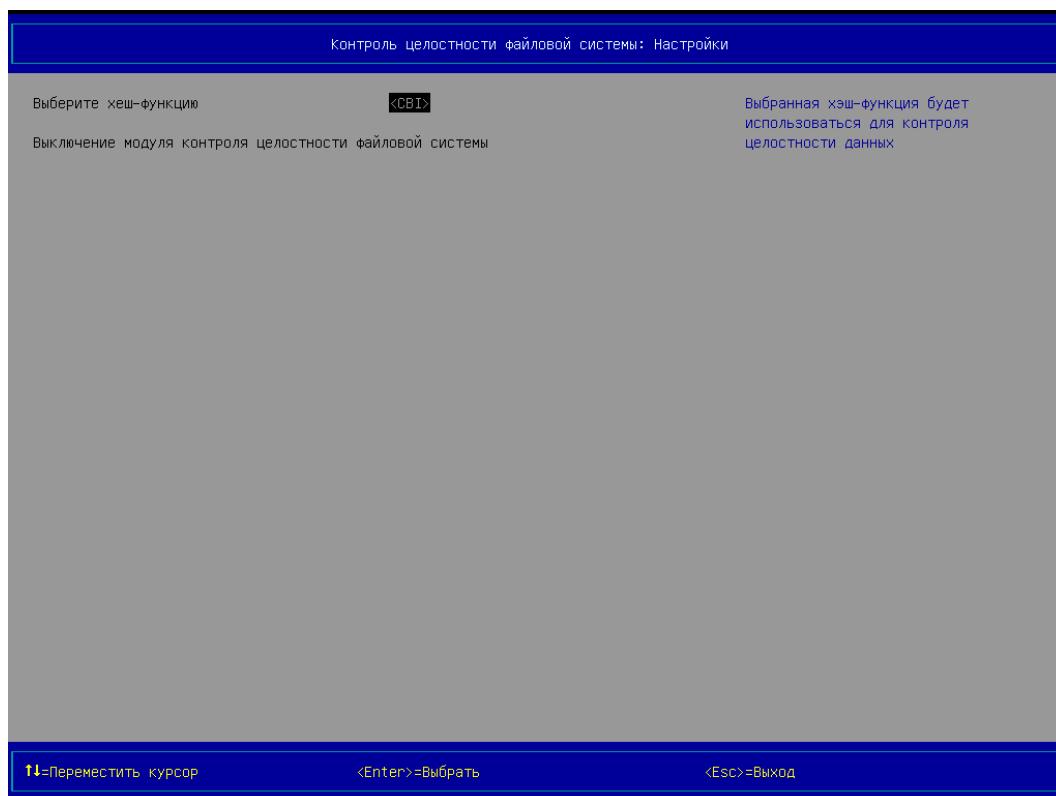 Контроль целостности файловой системы: Настройки
Выберите хеш-функцию <CBI>
Выключение модуля контроля целостности файловой системы
Выбранная хэш-функция будет
использоваться для контроля
целостности данных
↑↓=Переместить курсор <Enter>=Выбрать <Esc>=Выход